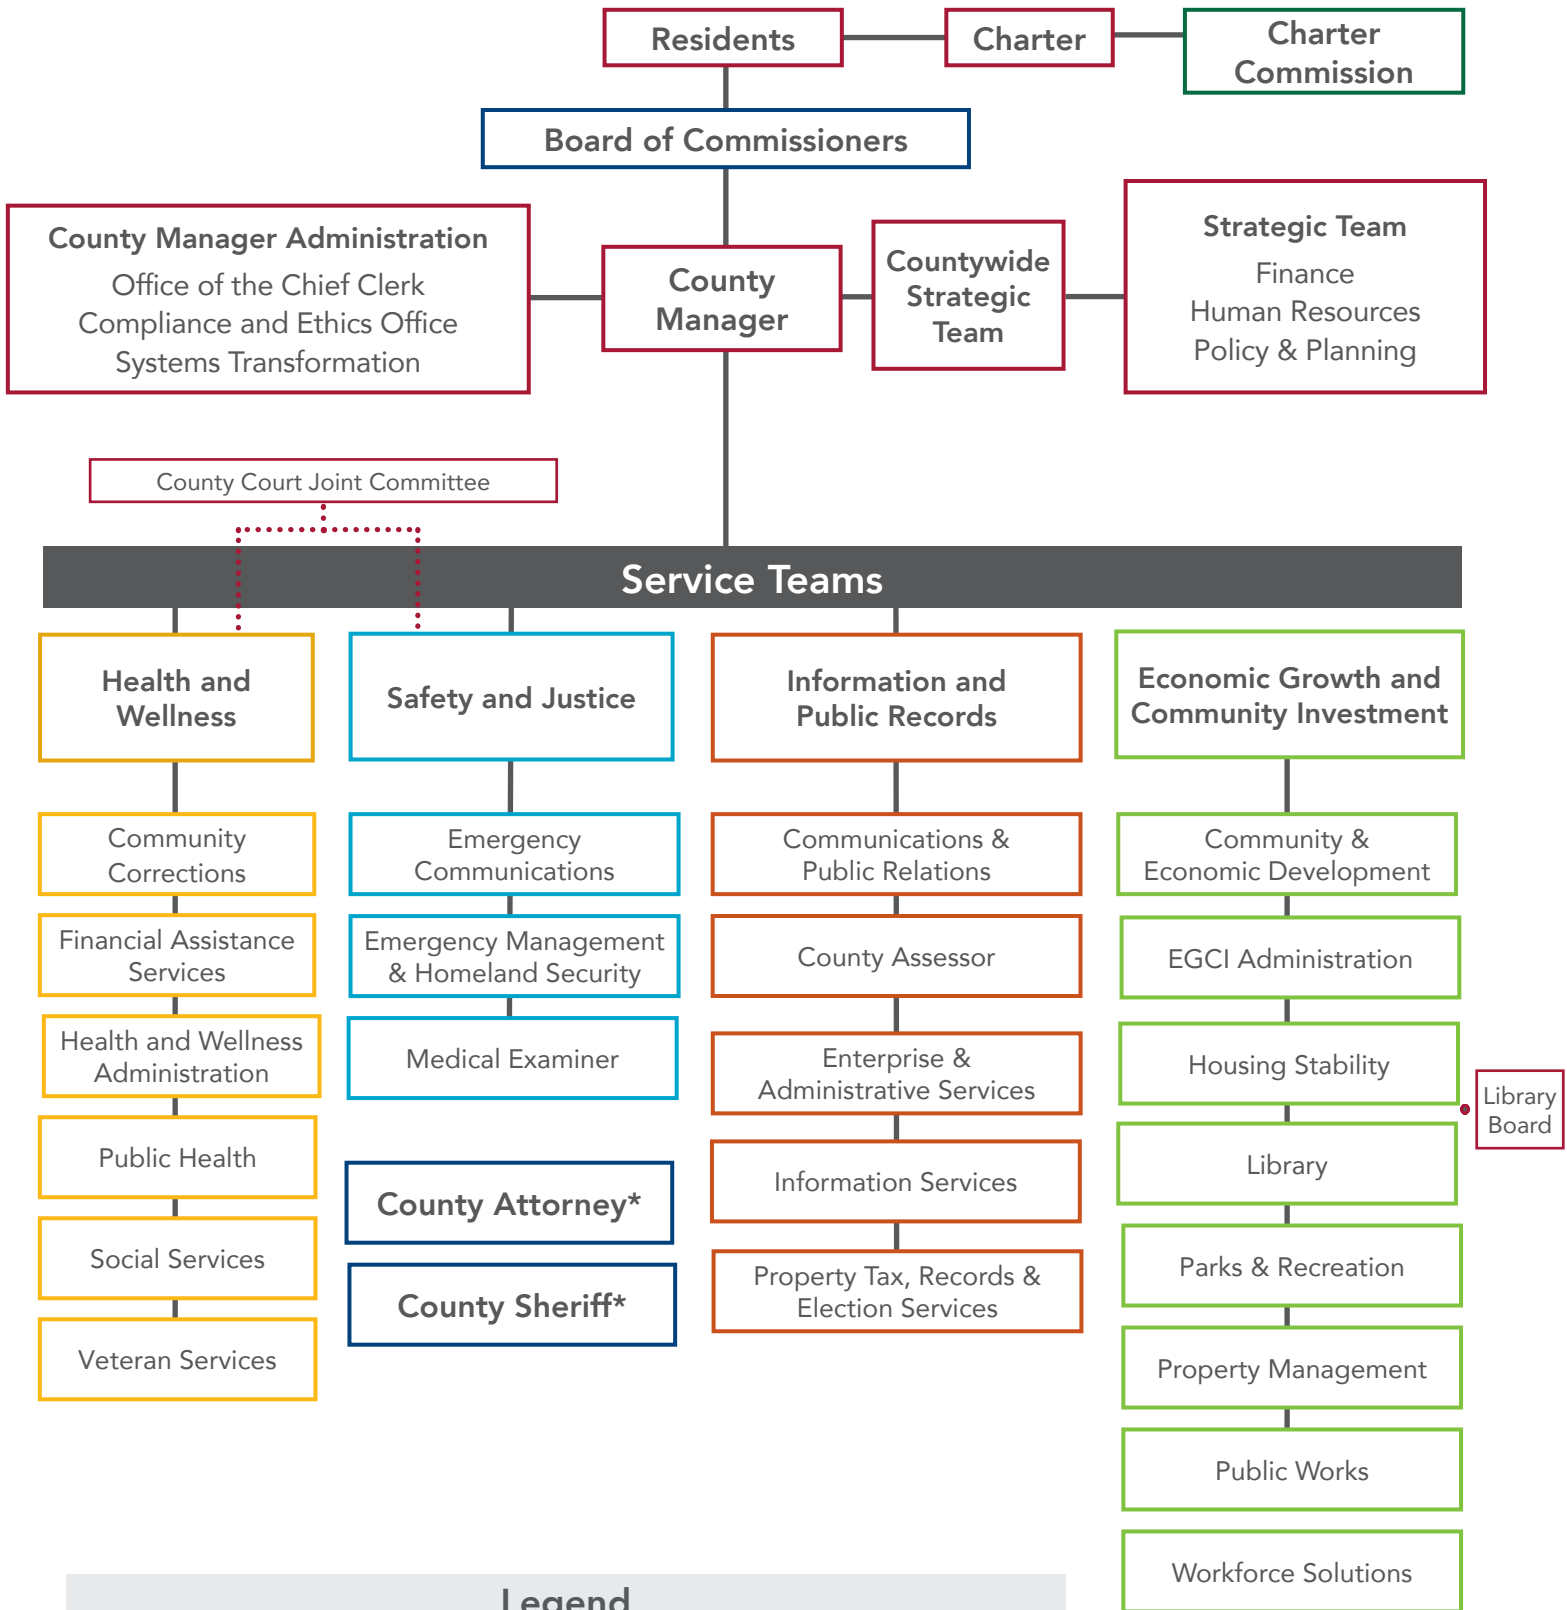 Residents
Charter
Charter
Commission
Board of Commissioners
County Manager Administration
Office of the Chief Clerk
Compliance and Ethics Office
Systems Transformation
County
Manager
Countywide
Strategic
Team
Strategic Team
Finance
Human Resources
Policy & Planning
County Court Joint Committee
Service Teams
Health and
Wellness
Community
Corrections
Financial Assistance
Services
Health and Wellness
Administration
Public Health
Social Services
Veteran Services
Safety and Justice
Emergency
Communications
Emergency Management
& Homeland Security
Medical Examiner
County Attorney*
County Sheriff*
Information and
Public Records
Communications &
Public Relations
County Assessor
Enterprise &
Administrative Services
Information Services
Property Tax, Records &
Election Services
Economic Growth and
Community Investment
Community &
Economic Development
EGCI Administration
Housing Stability
Library
Library
Board
Parks & Recreation
Property Management
Public Works
Workforce Solutions
Legend